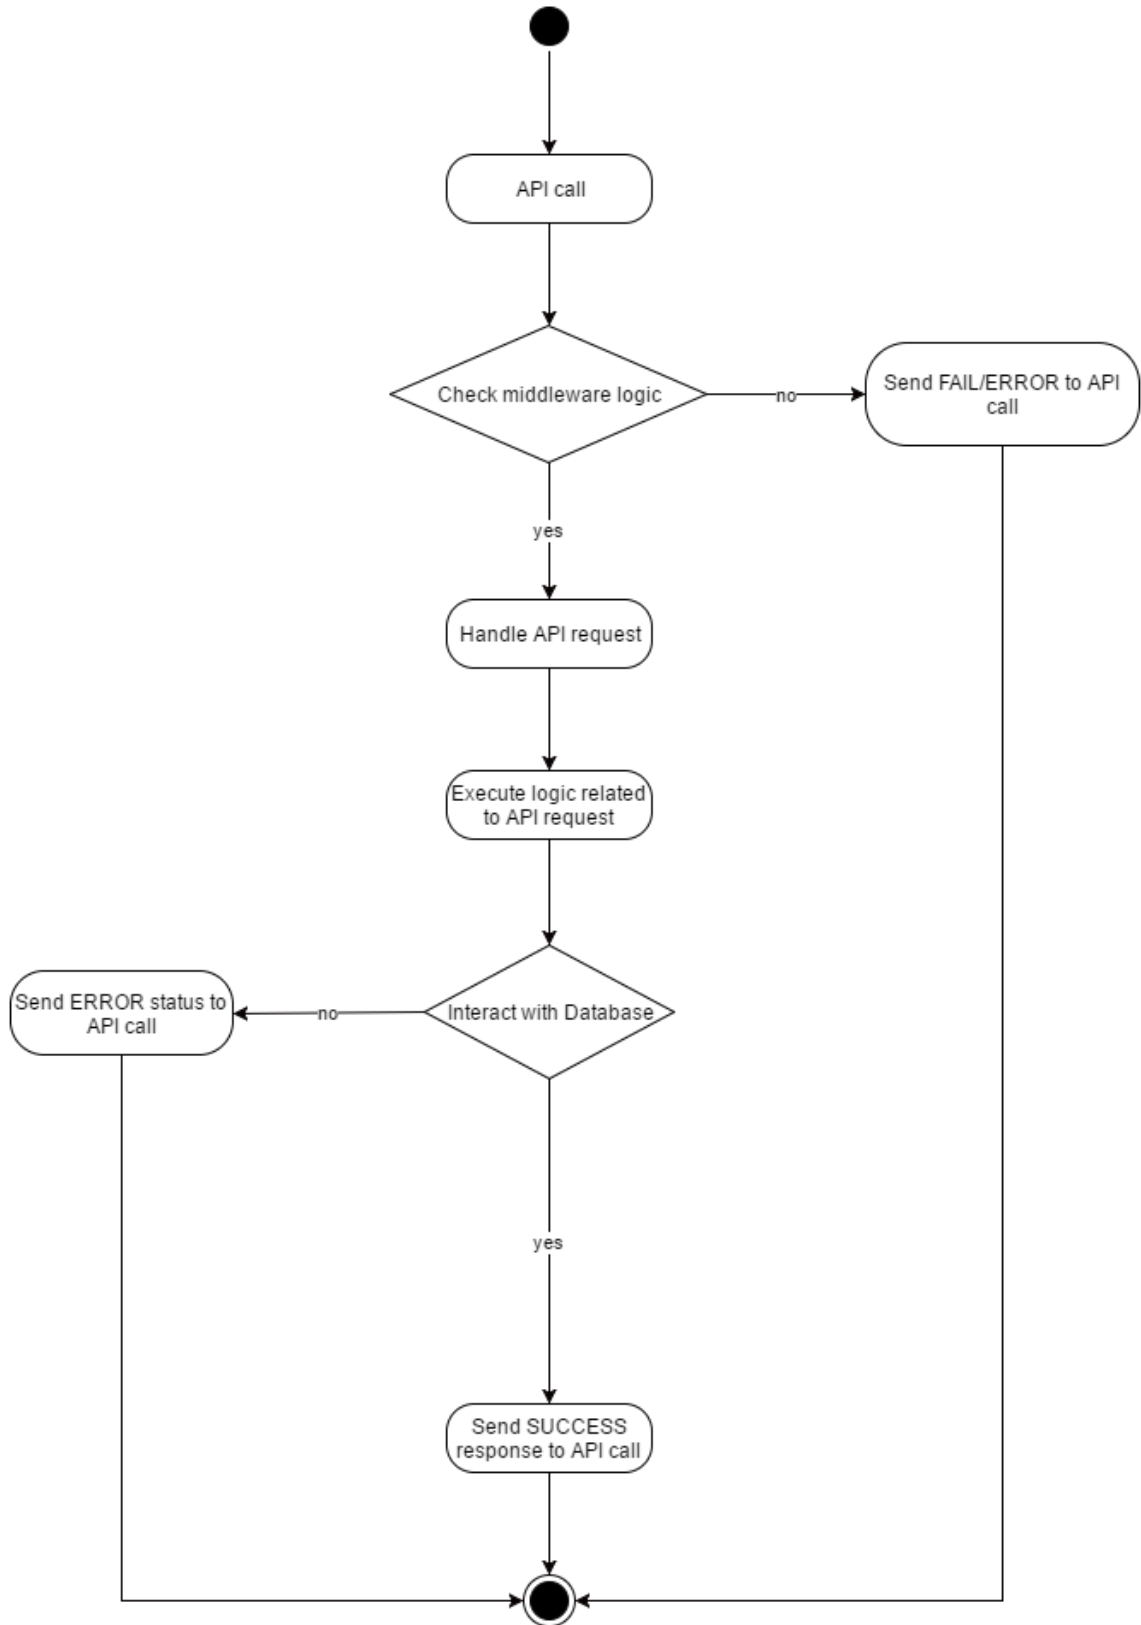 API call
Check middleware logic
no
Send FAIL/ERROR to API
call
yes
Handle API request
Execute logic related
to API request
Interact with Database
no
Send ERROR status to
API call
yes
Send SUCCESS
response to API call